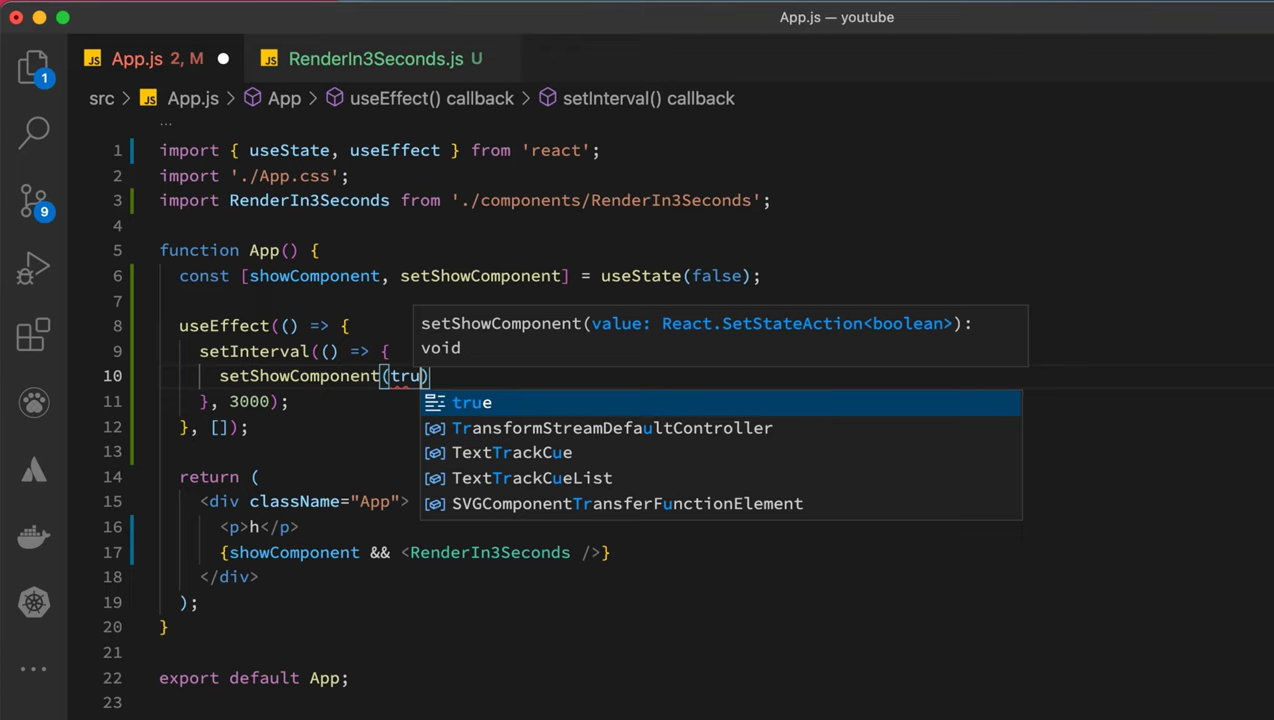 App.js — youtube
App.js 2, M
RenderIn3Seconds.js U
1
src > App.js > App > useEffect() callback > setInterval() callback
...
1 import { useState, useEffect } from 'react';
2 import './App.css';
3 import RenderIn3Seconds from './components/RenderIn3Seconds';
4
5 function App() {
6 const [showComponent, setShowComponent] = useState(false);
7
8 useEffect(() => {
setShowComponent(value: React.SetStateAction<boolean>):
void
9 setInterval(() => {
10 setShowComponent(tru)
true
TransformStreamDefaultController
TextTrackCue
TextTrackCueList
SVGComponentTransferFunctionElement
11 }, 3000);
12 }, []);
13
14 return (
15 <div className="App">
16 <p>h</p>
17 {showComponent && <RenderIn3Seconds />}
18 </div>
19 );
20 }
21
22 export default App;
23
9